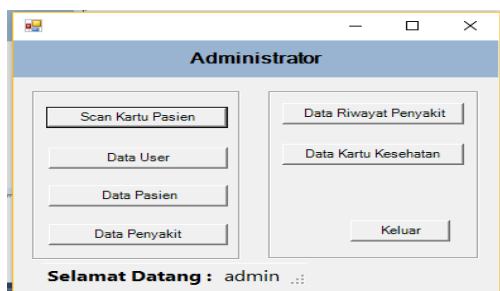 Administrator
Scan Kartu Pasien
Data User
Data Pasien
Data Penyakit
Data Riwayat Penyakit
Data Kartu Kesehatan
Keluar
Selamat Datang : admin